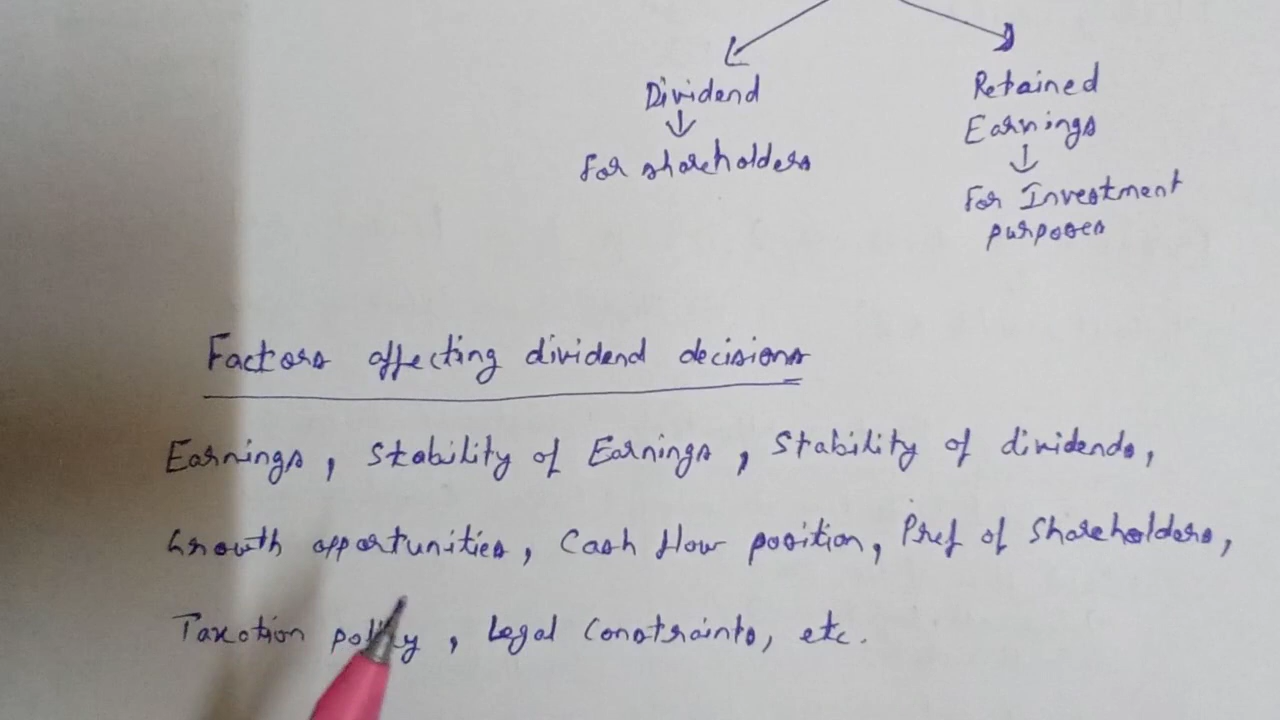 Dividend
↓
For shareholders
Retained
Earnings
↓
For Investment
purposes
Factors affecting dividend decisions
Earnings, Stability of Earnings, Stability of dividends,
Growth opportunities, Cash flow position, Pref of Shareholders,
Taxation policy, Legal Constraints, etc.